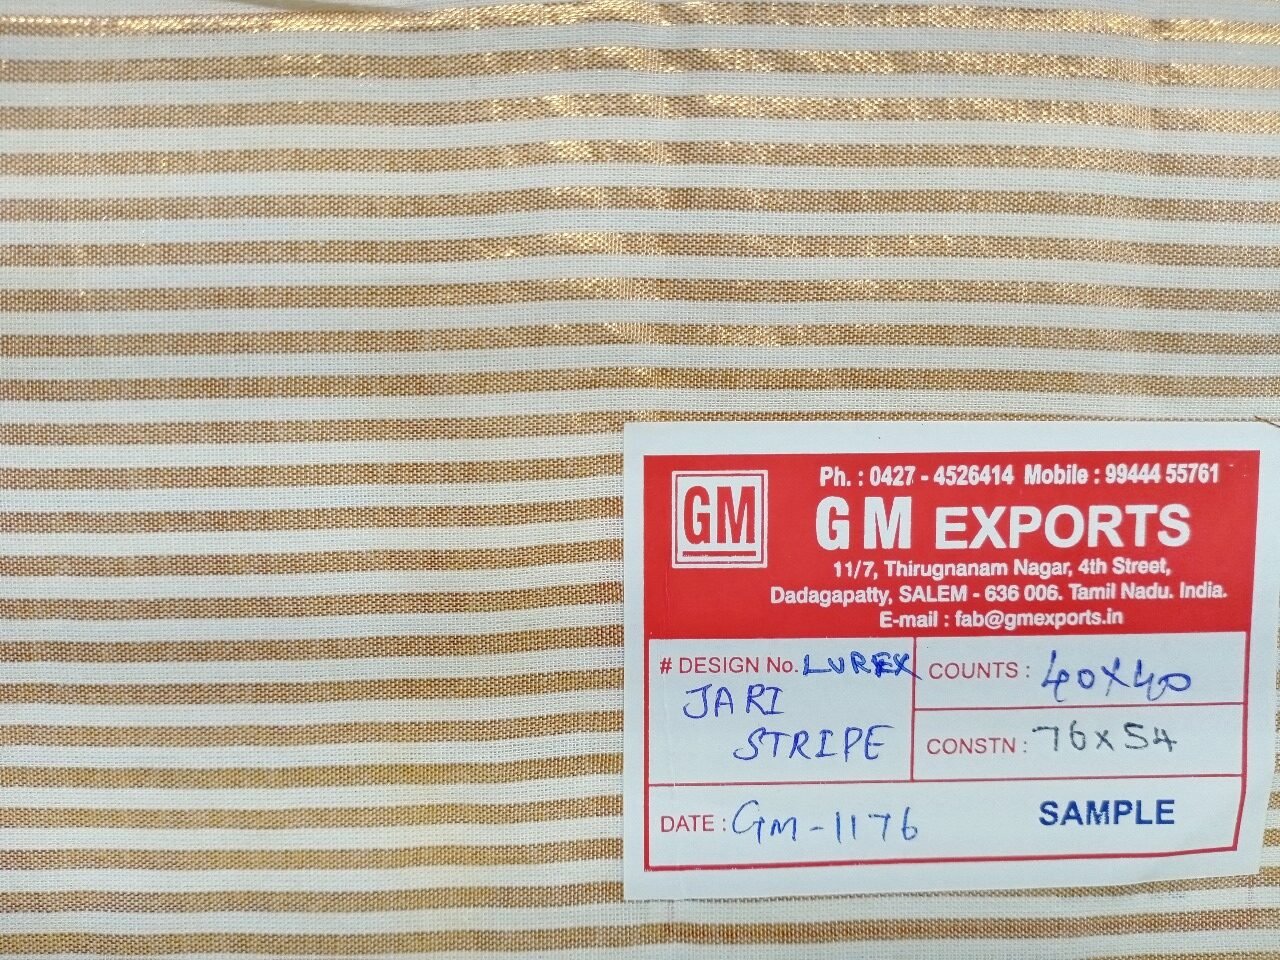 GM
Ph. : 0427 - 4526414 Mobile : 99444 55761
G M EXPORTS
11/7, Thirugnanam Nagar, 4th Street,
Dadagapatty, SALEM - 636 006. Tamil Nadu. India.
E-mail : fab@gmexports.in
# DESIGN No. LUREX
JARI
STRIPE
COUNTS : 40X40
CONSTN : 76x54
DATE : GM-1176
SAMPLE